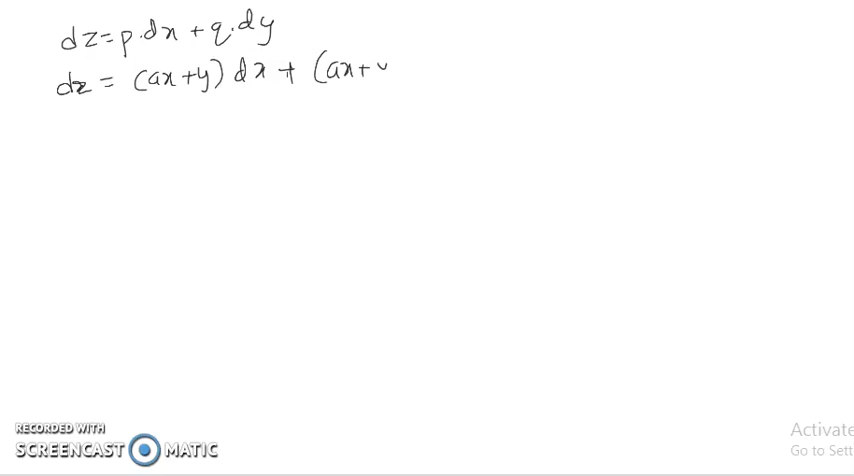 dz = p.dx + q.dy
dz = (ax+y) dx + (ax+
RECORDED WITH
SCREENCAST MATIC
Activate
Go to Sett